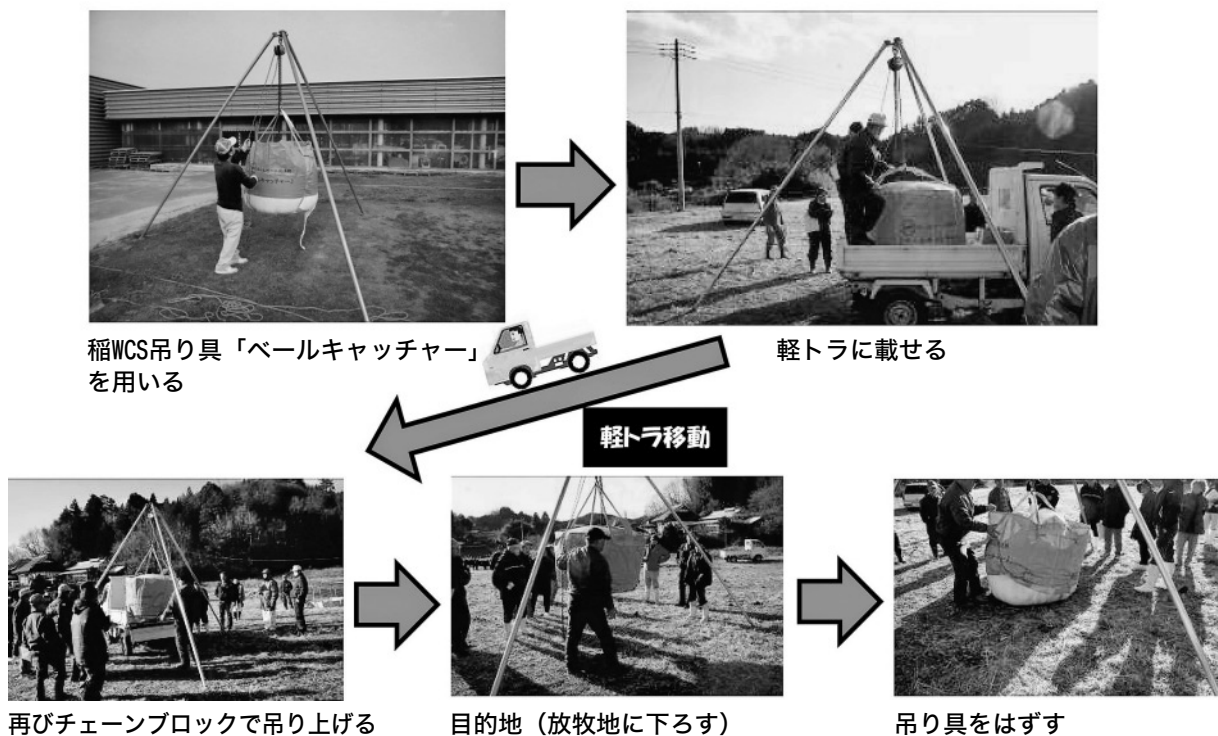 稲WCS吊り具「ベールキャッチャー」
を用いる
軽トラに載せる
軽トラ移動
再びチェーンブロックで吊り上げる
目的地（放牧地に下ろす）
吊り具をはずす